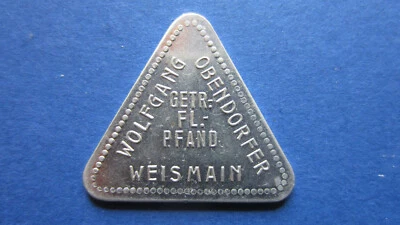 WOLFGANG OBENDORFER
GETR.-
FL.-
PFAND
WEISMAIN